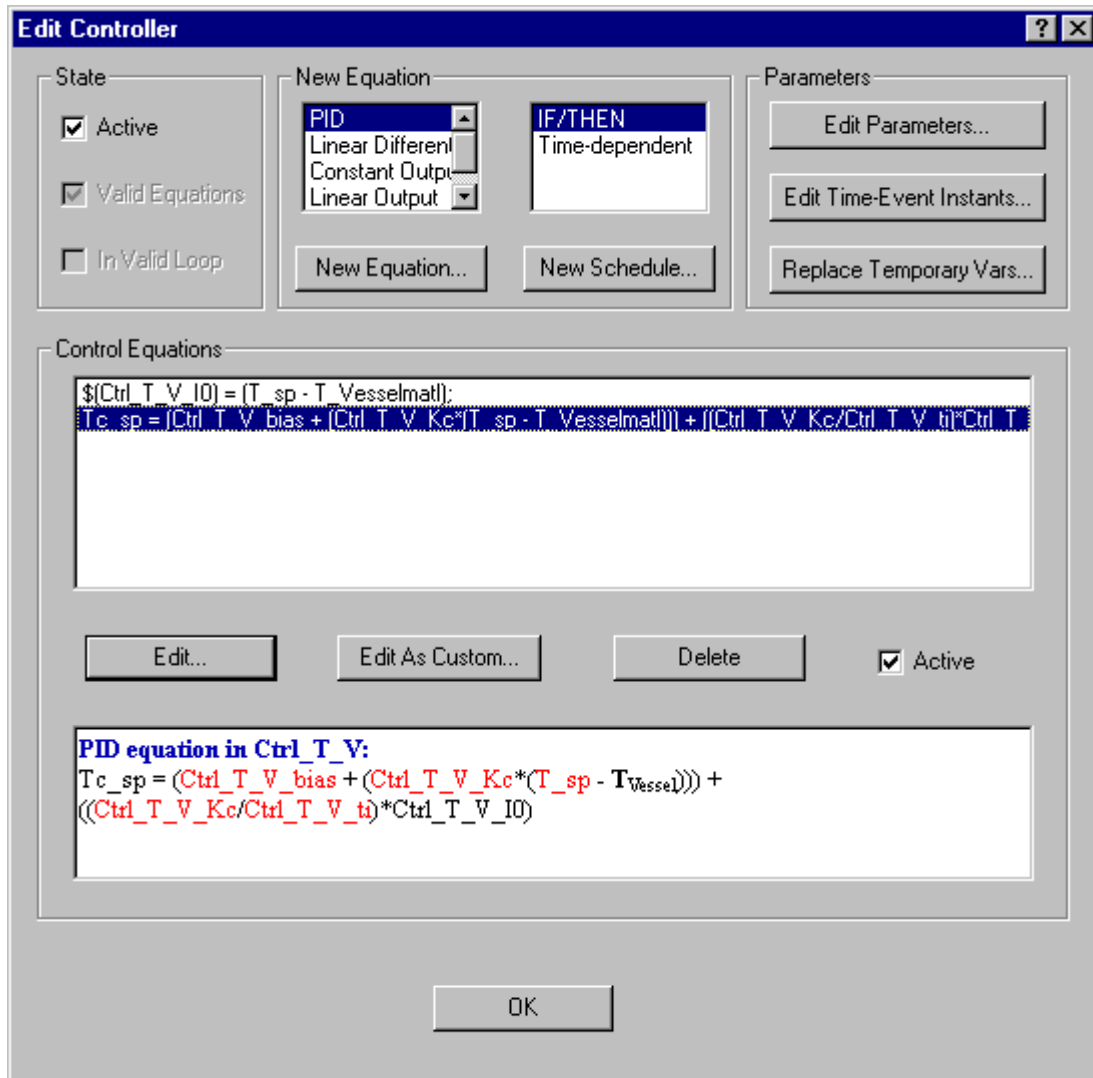 Edit Controller
State
Active
Valid Equations
In Valid Loop
New Equation
PID
Linear Different
Constant Outpu
Linear Output
IF/THEN
Time-dependent
New Equation...
New Schedule...
Parameters
Edit Parameters...
Edit Time-Event Instants...
Replace Temporary Vars...
Control Equations
$(Ctrl_T_V_I0) = (T_sp - T_Vesselmatl);
Tc_sp = (Ctrl_T_V_bias + (Ctrl_T_V_Kc*(T_sp - T_Vesselmatl))) + ((Ctrl_T_V_Kc/Ctrl_T_V_ti)*Ctrl_T_
Edit...
Edit As Custom...
Delete
Active
PID equation in Ctrl_T_V:
Tc_sp = (Ctrl_T_V_bias + (Ctrl_T_V_Kc*(T_sp - TVessel))) +
((Ctrl_T_V_Kc/Ctrl_T_V_ti)*Ctrl_T_V_I0)
OK